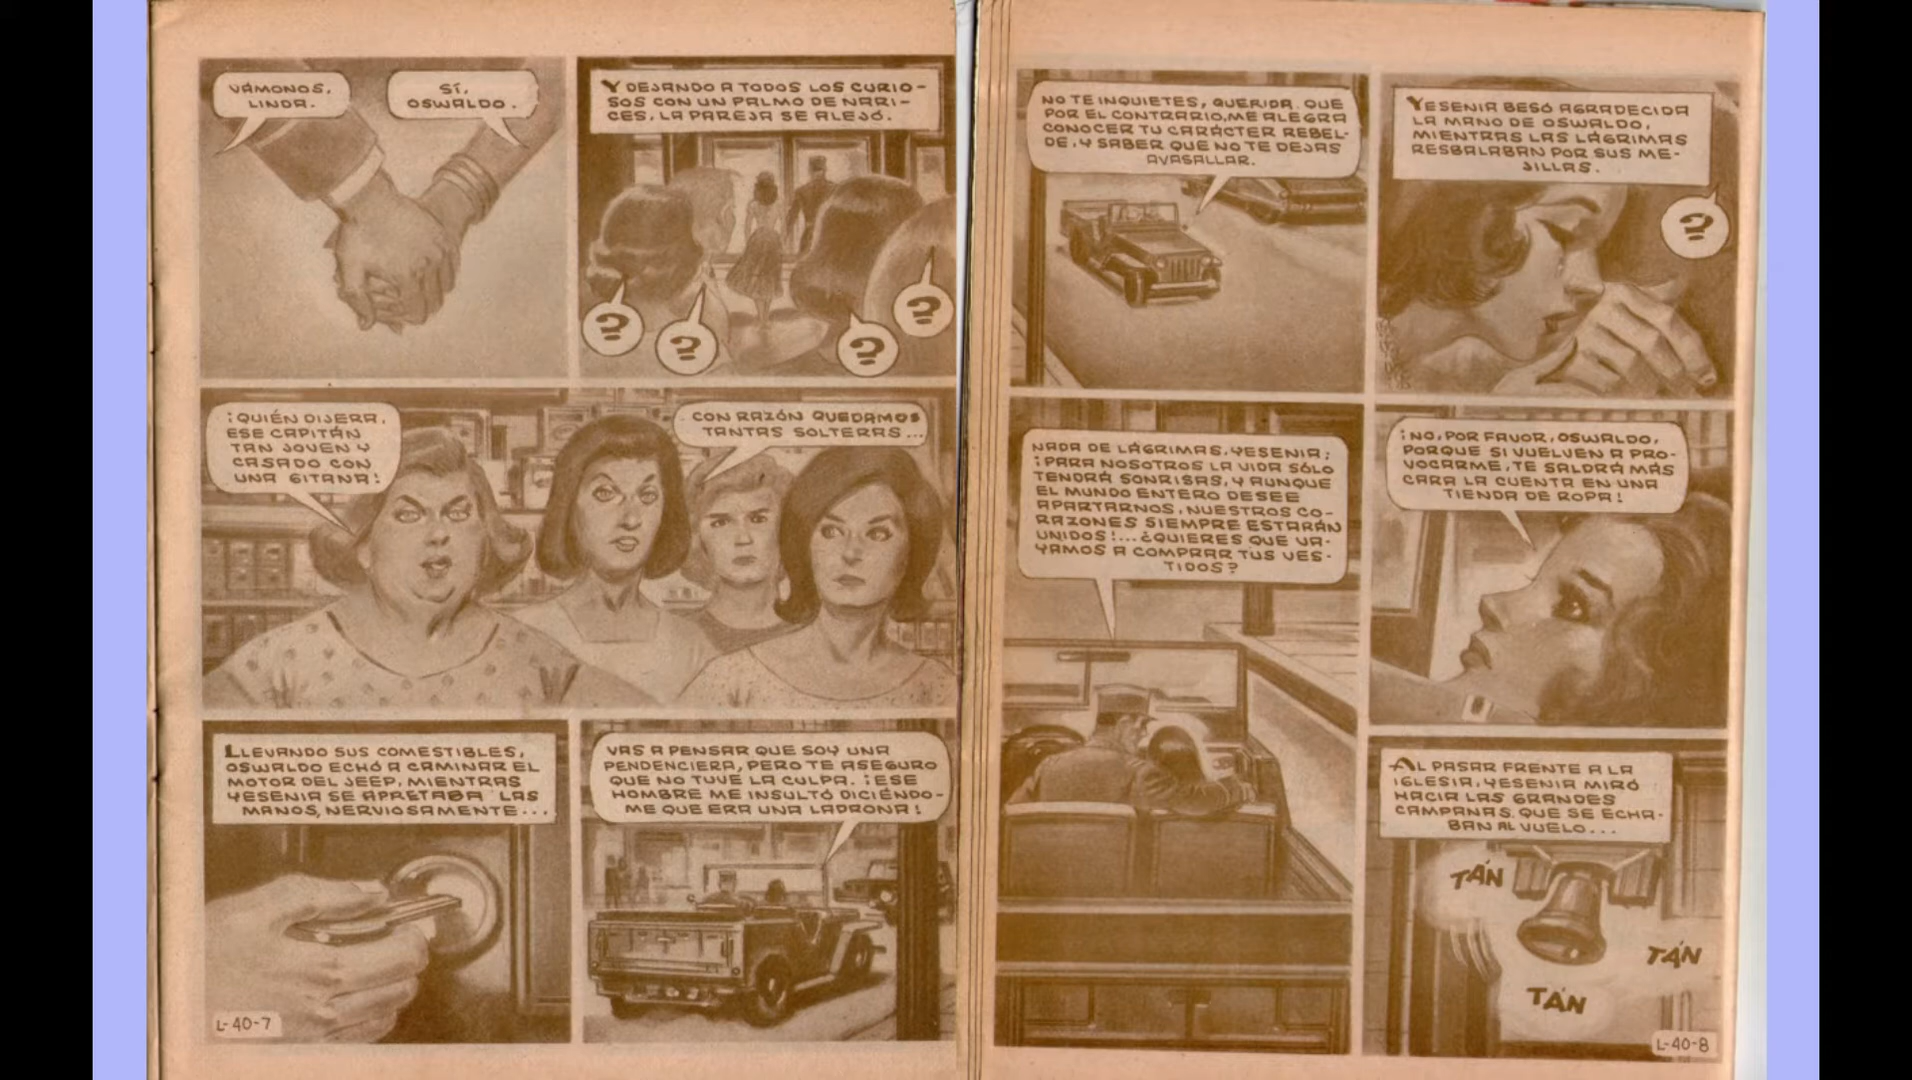 VÁMONOS,
LINDA.
SÍ,
OSWALDO.
Y DEJANDO A TODOS LOS CURIO-
SOS CON UN PALMO DE NARI-
CES, LA PAREJA SE ALEJÓ.
?
?
?
?
¡QUIÉN DIJERA,
ESE CAPITÁN
TAN JOVEN Y
CASADO CON
UNA GITANA!
CON RAZÓN QUEDAMOS
TANTAS SOLTERAS...
LLEVANDO SUS COMESTIBLES,
OSWALDO ECHÓ A CAMINAR EL
MOTOR DEL JEEP, MIENTRAS
YESENIA SE APRETABA LAS
MANOS, NERVIOSAMENTE...
L-40-7
VAS A PENSAR QUE SOY UNA
PENDENCIERA, PERO TE ASEGURO
QUE NO TUVE LA CULPA. ¡ESE
HOMBRE ME INSULTÓ DICIÉNDO-
ME QUE ERA UNA LADRONA!
NO TE INQUIETES, QUERIDA. QUE
POR EL CONTRARIO, ME ALEGRA
CONOCER TU CARÁCTER REBEL-
DE, Y SABER QUE NO TE DEJAS
AVASALLAR.
YESENIA BESÓ AGRADECIDA
LA MANO DE OSWALDO,
MIENTRAS LAS LÁGRIMAS
RESBALABAN POR SUS ME-
JILLAS.
?
NADA DE LÁGRIMAS, YESENIA;
¡PARA NOSOTROS LA VIDA SÓLO
TENDRÁ SONRISAS, Y AUNQUE
EL MUNDO ENTERO DESEE
APARTARNOS, NUESTROS CO-
RAZONES SIEMPRE ESTARÁN
UNIDOS!... ¿QUIERES QUE VA-
YAMOS A COMPRAR TUS VES-
TIDOS?
¡NO, POR FAVOR, OSWALDO,
PORQUE SI VUELVEN A PRO-
VOCARME, TE SALDRÁ MÁS
CARA LA CUENTA EN UNA
TIENDA DE ROPA!
AL PASAR FRENTE A LA
IGLESIA, YESENIA MIRÓ
HACIA LAS GRANDES
CAMPANAS QUE SE ECHA-
BAN AL VUELO...
TÁN
TÁN
TÁN
L-40-8